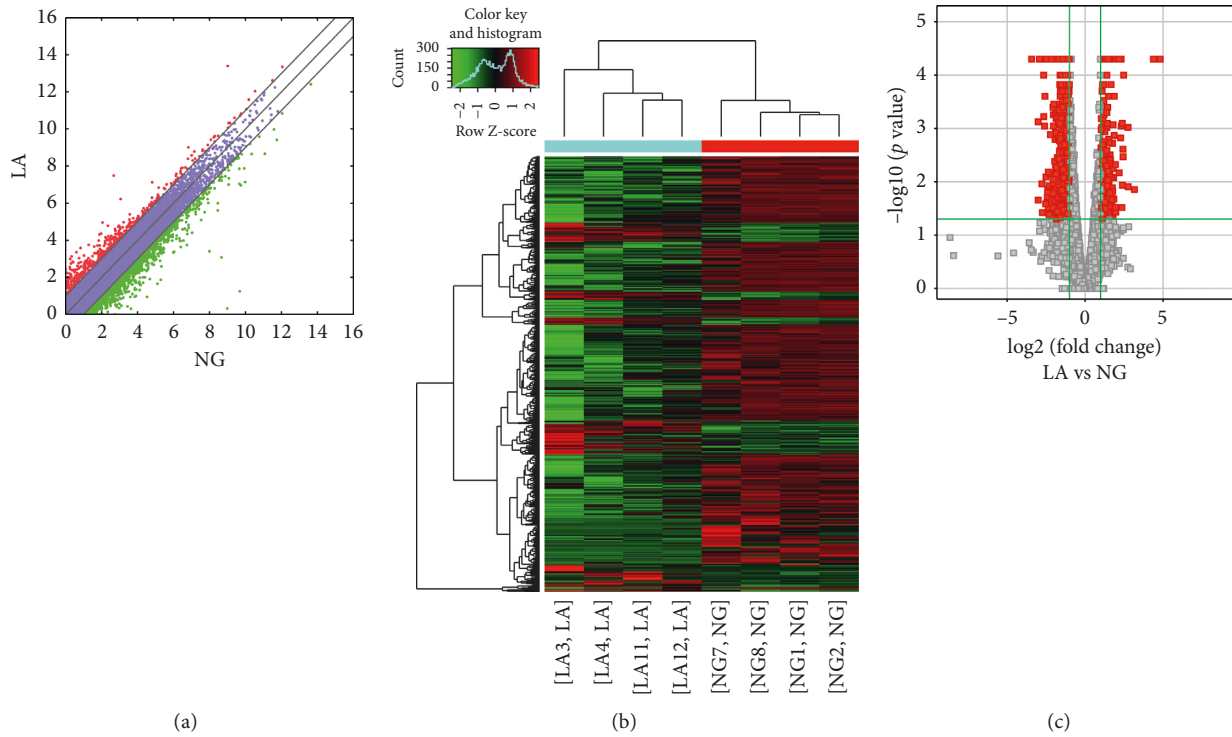 16
14
12
10
8
6
4
2
0
LA
0 2 4 6 8 10 12 14 16
NG
(a)
Color key
and histogram
300
150
0
Count
−2 −1 0 1 2
Row Z-score
[LA3, LA]
[LA4, LA]
[LA11, LA]
[LA12, LA]
[NG7, NG]
[NG8, NG]
[NG1, NG]
[NG2, NG]
(b)
5
4
3
2
1
0
−log10 (p value)
−5 0 5
log2 (fold change)
LA vs NG
(c)